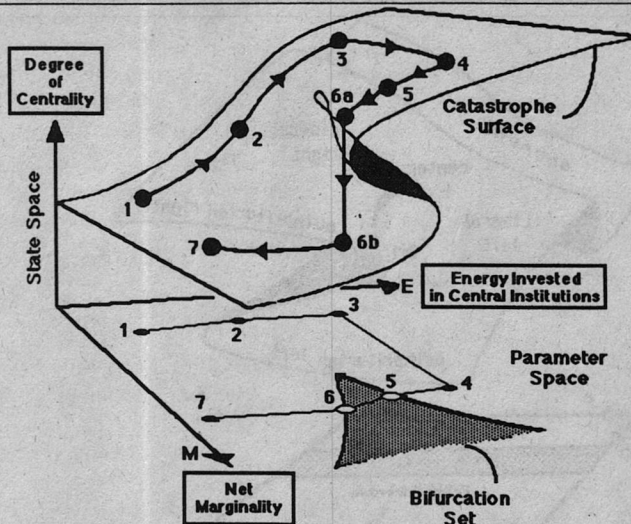 Degree
of
Centrality
State Space
1
2
3
4
5
6a
6b
7
Catastrophe
Surface
E
Energy Invested
in Central Institutions
1
2
3
4
5
6
7
Parameter
Space
M
Net
Marginality
Bifurcation
Set